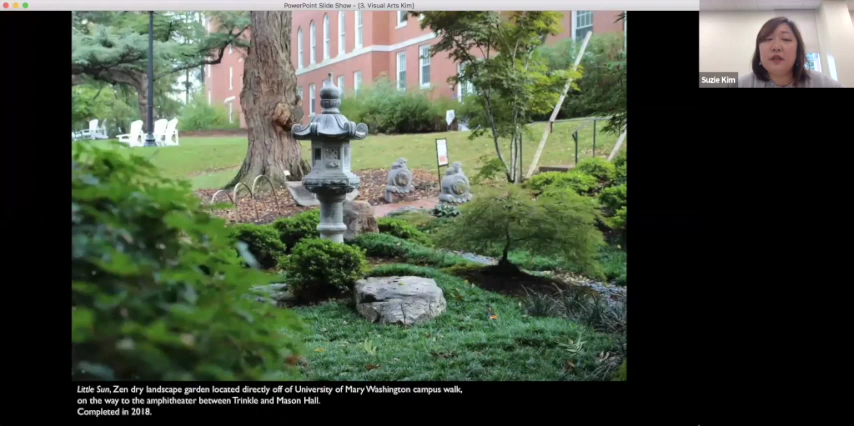 PowerPoint Slide Show - [3. Visual Arts Kim]
Suzie Kim
Little Sun, Zen dry landscape garden located directly off of University of Mary Washington campus walk,
on the way to the amphitheater between Trinkle and Mason Hall.
Completed in 2018.